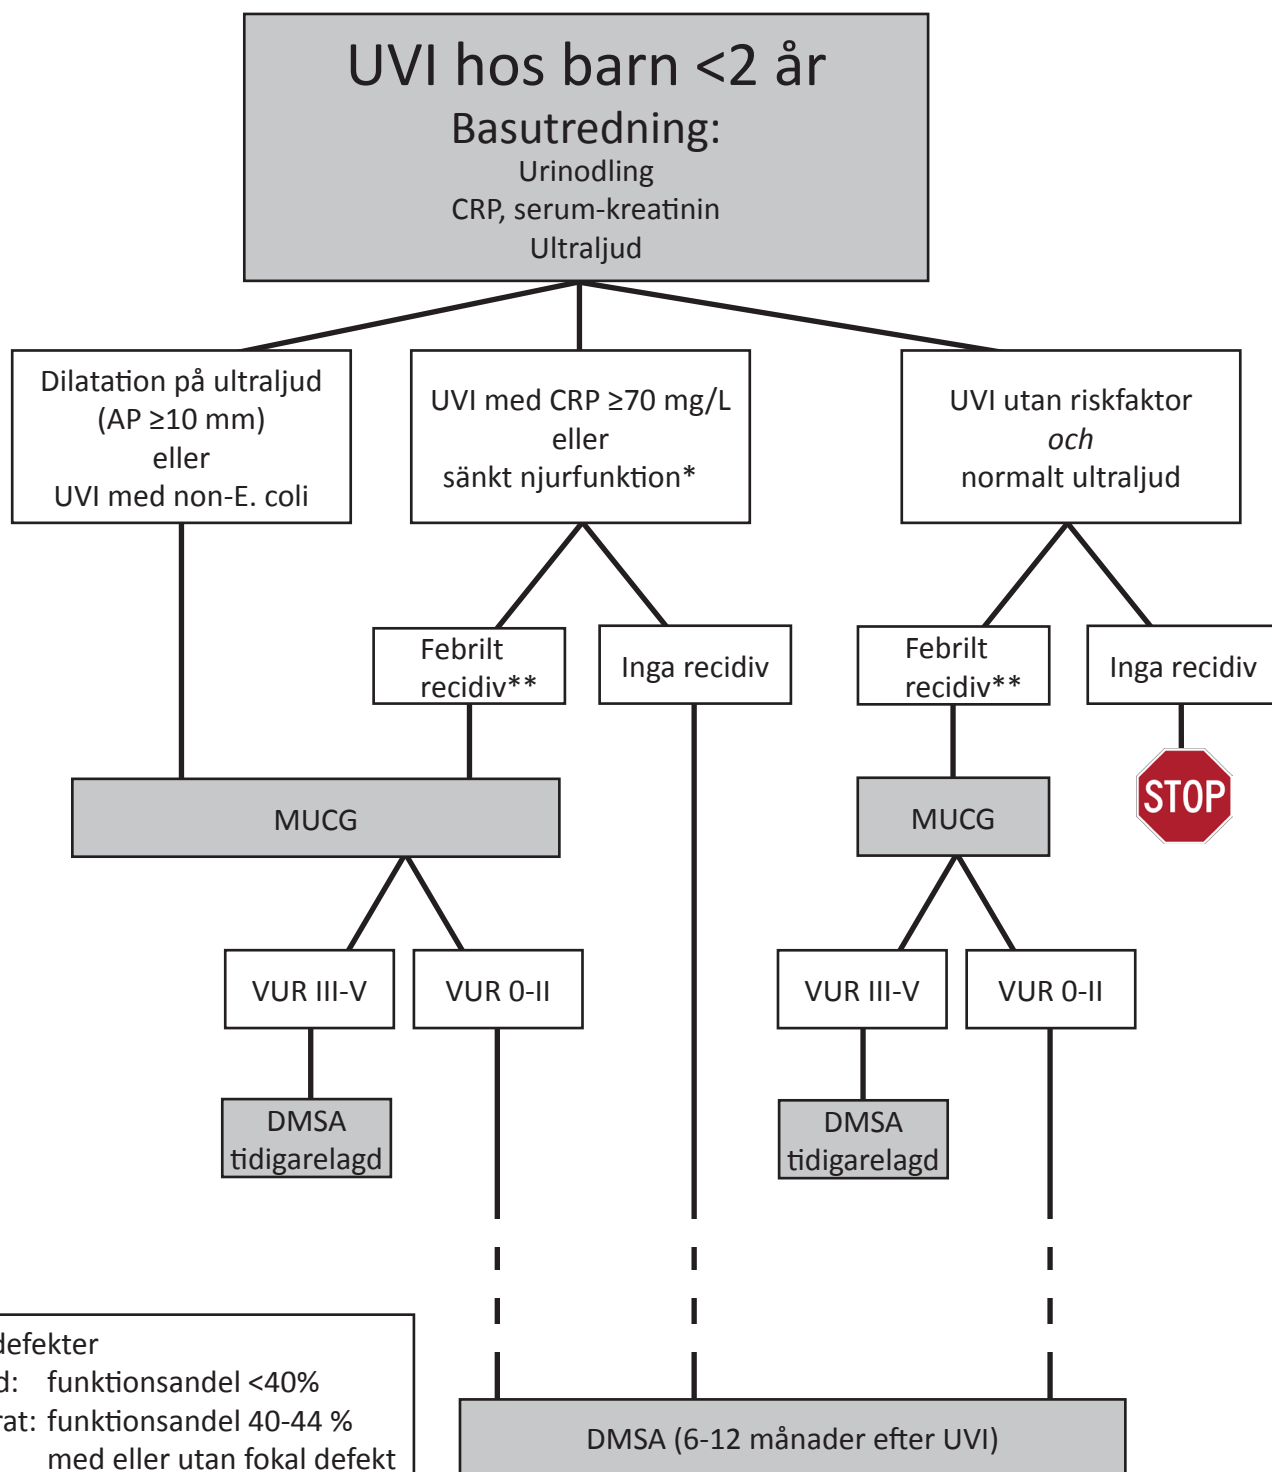 UVI hos barn <2 år
Basutredning:
Urinodling
CRP, serum-kreatinin
Ultraljud
Dilatation på ultraljud
(AP ≥10 mm)
eller
UVI med non-E. coli
UVI med CRP ≥70 mg/L
eller
sänkt njurfunktion*
UVI utan riskfaktor
och
normalt ultraljud
Febrilt
recidiv**
Inga recidiv
Febrilt
recidiv**
Inga recidiv
MUCG
MUCG
STOP
VUR III-V
VUR 0-II
VUR III-V
VUR 0-II
DMSA
tidigarelagd
DMSA
tidigarelagd
defekter
d: funktionsandel <40%
rat: funktionsandel 40-44 %
med eller utan fokal defekt
DMSA (6-12 månader efter UVI)